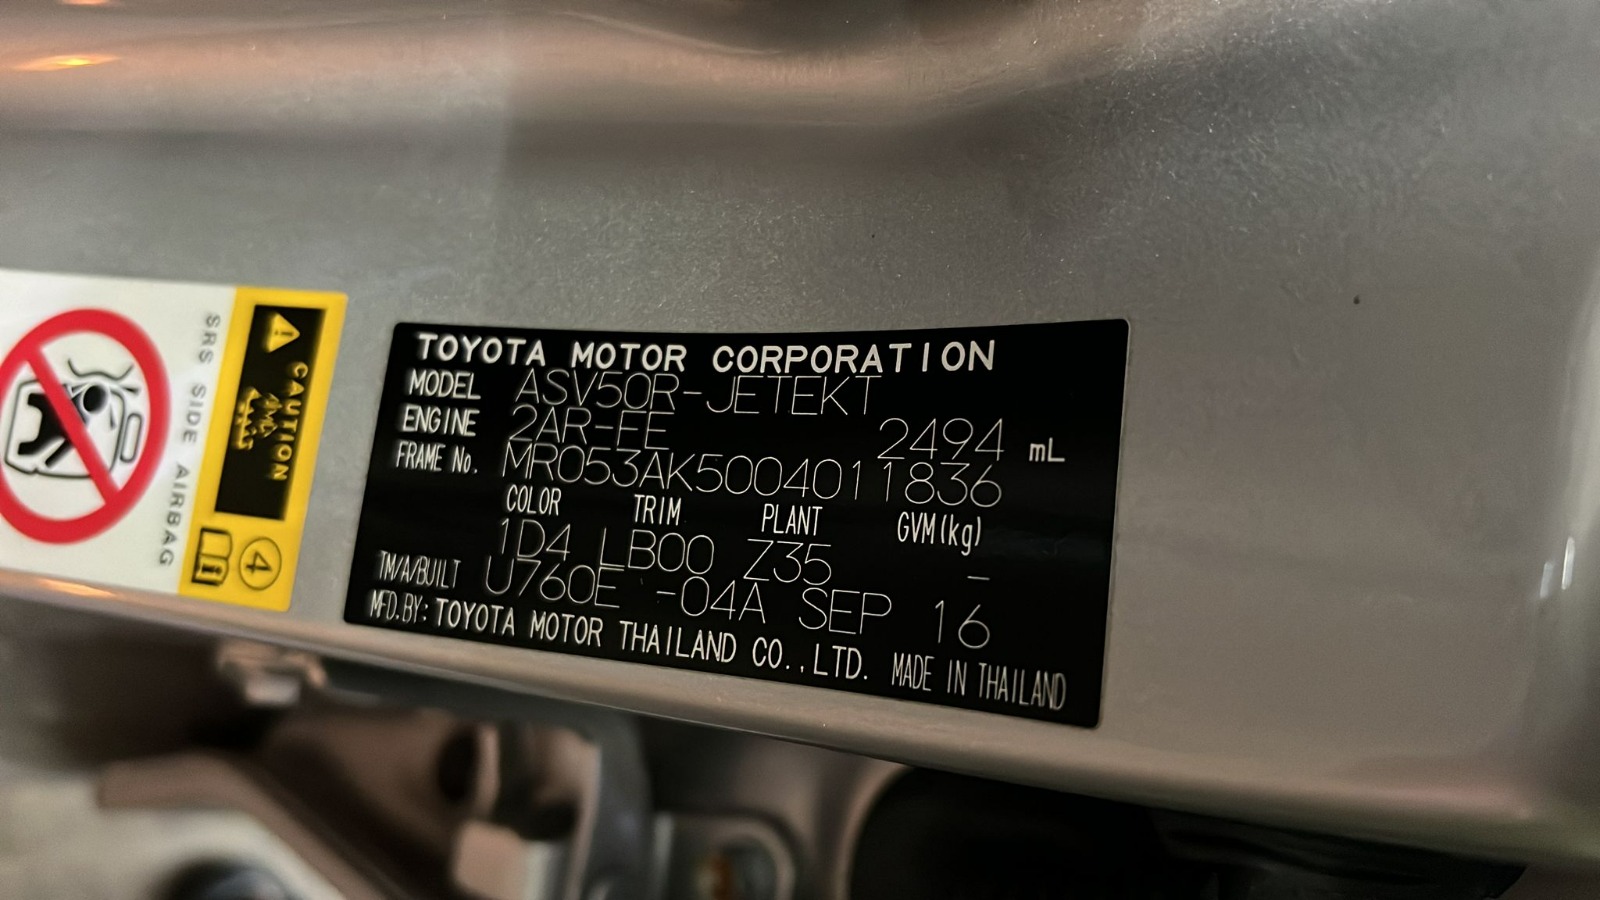 TOYOTA MOTOR CORPORATION
MODEL ASV50R-JETEKT
ENGINE 2AR-FE 2494 mL
FRAME No. MR053AK5004011836
COLOR TRIM PLANT GVM(kg)
1D4 LB00 Z35 –
TM/A/BUILT U760E -04A SEP 16
MFD.BY: TOYOTA MOTOR THAILAND CO.,LTD. MADE IN THAILAND
CAUTION
SRS SIDE AIRBAG
4
i